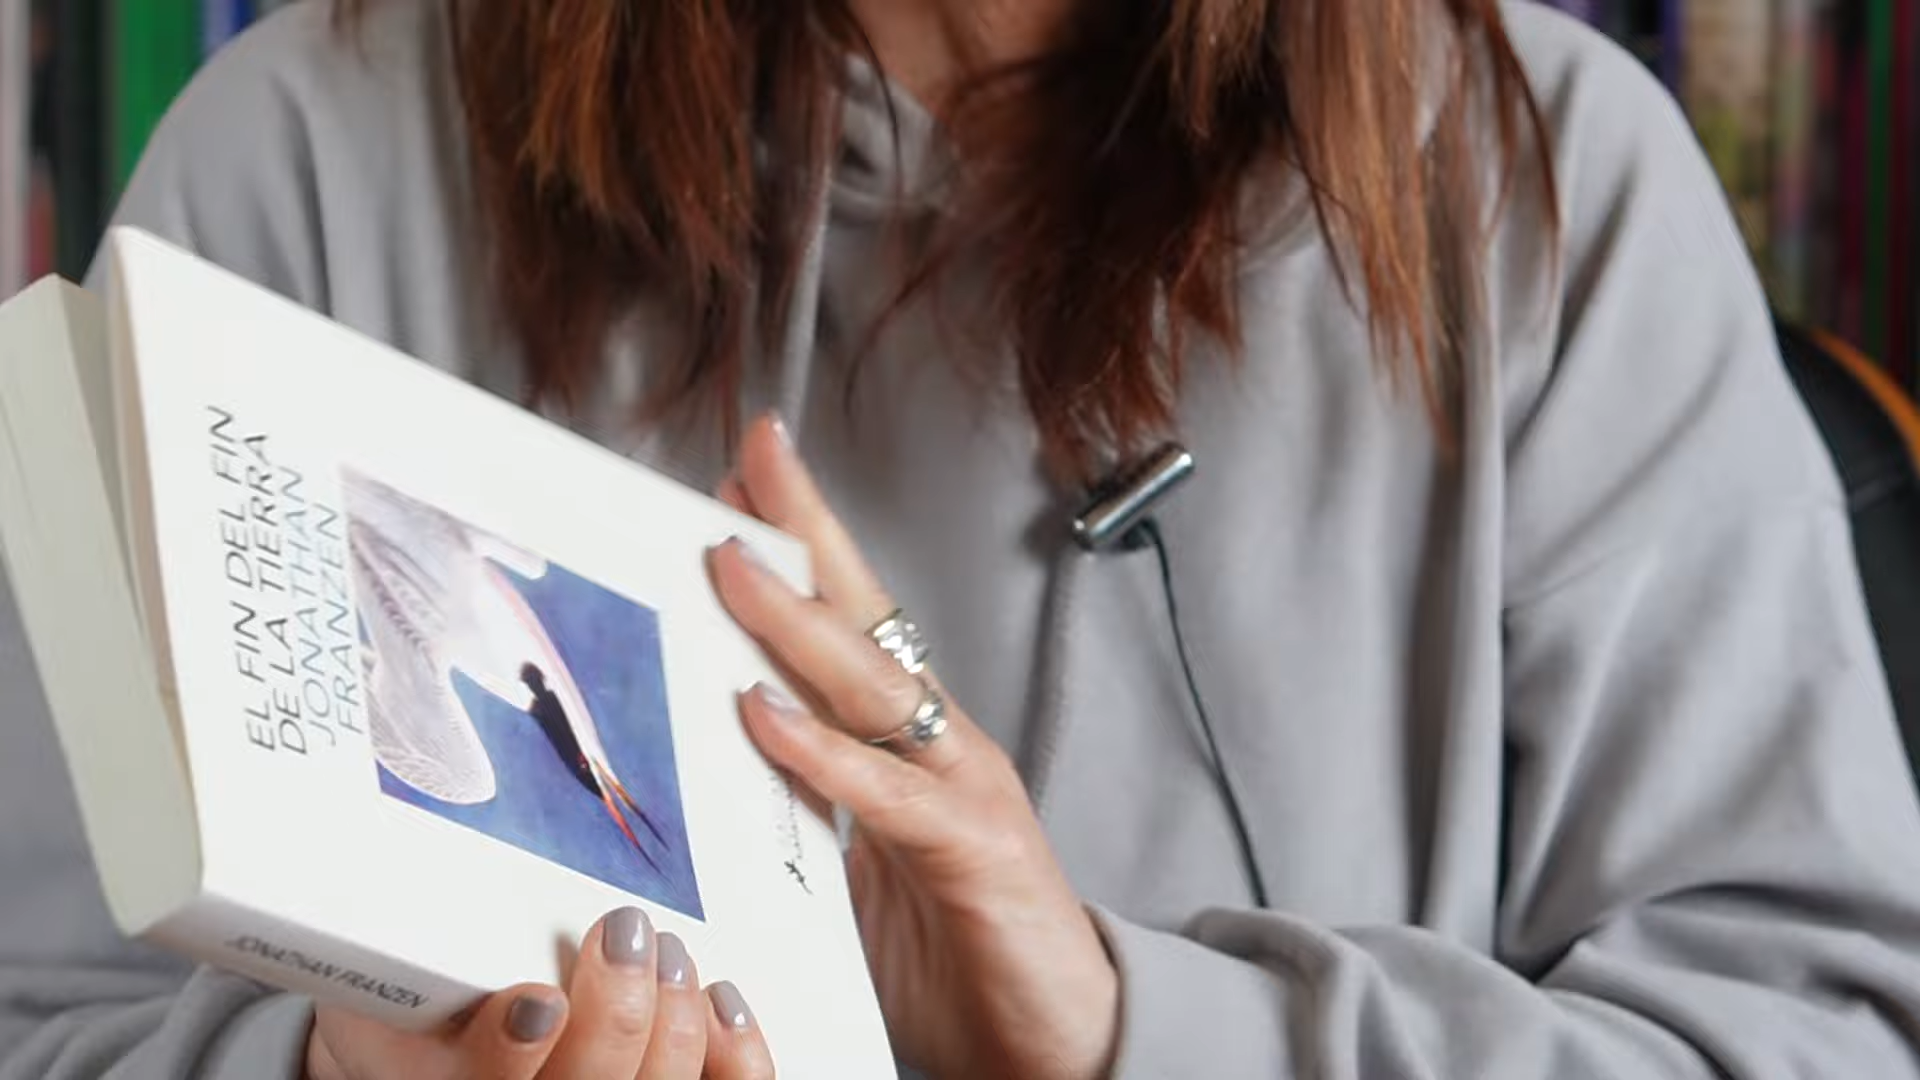 EL FIN DEL FIN
DE LA TIERRA
JONATHAN
FRANZEN
JONATHAN FRANZEN